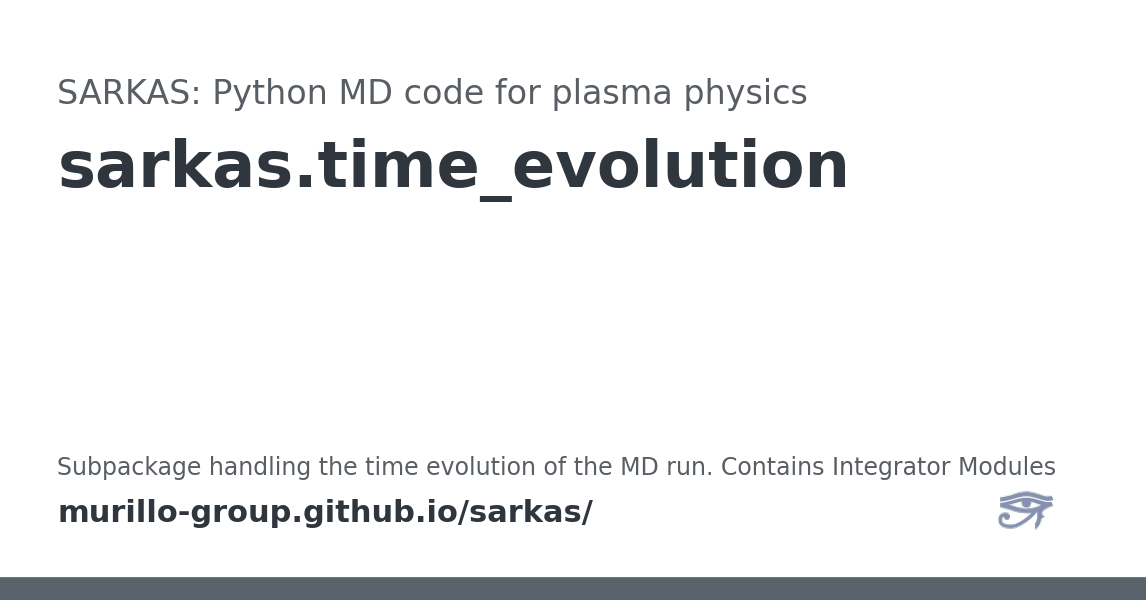 SARKAS: Python MD code for plasma physics
sarkas.time_evolution
Subpackage handling the time evolution of the MD run. Contains Integrator Modules
murillo-group.github.io/sarkas/